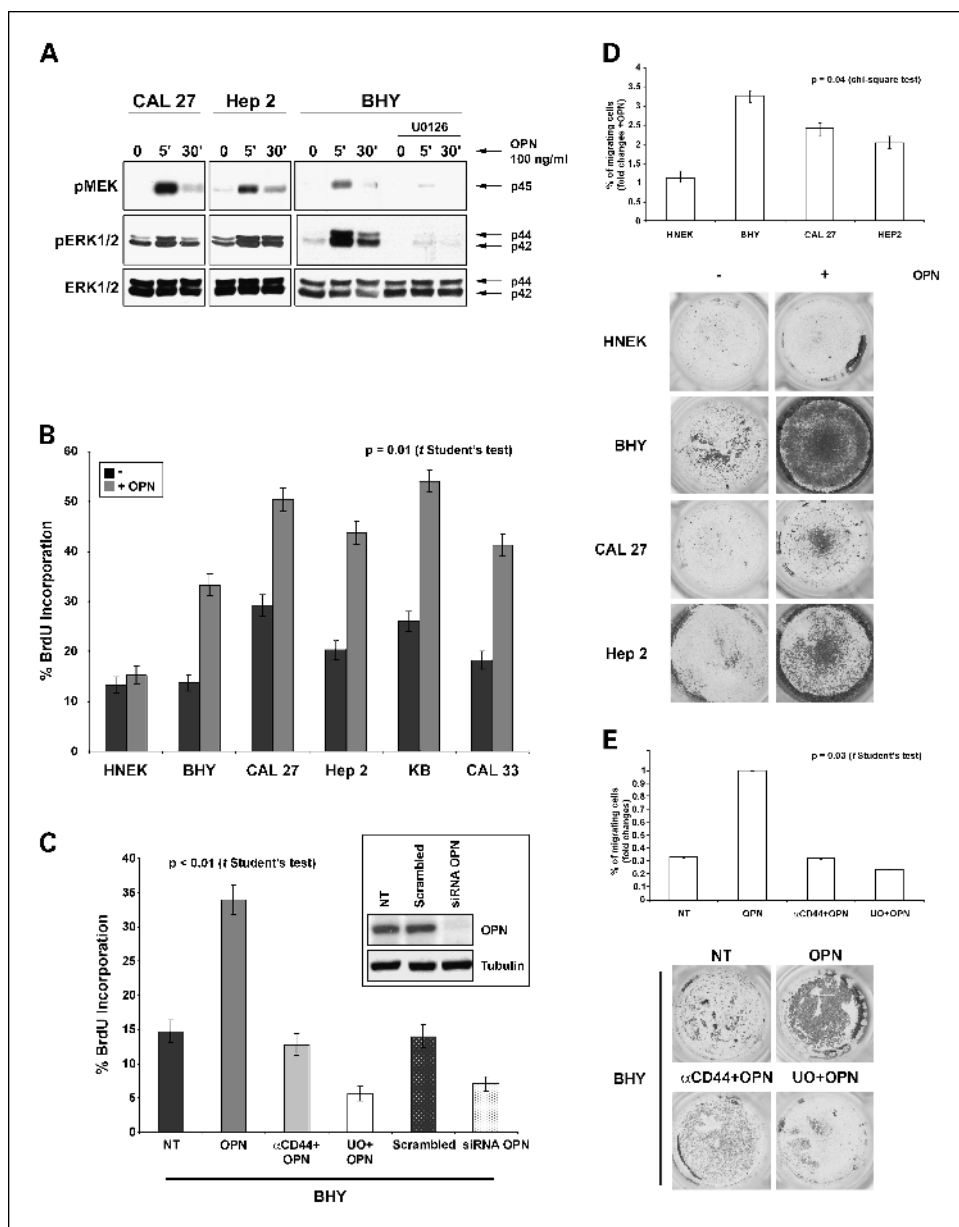 A
CAL 27 Hep 2 BHY
U0126
0 5' 30' 0 5' 30' 0 5' 30' 0 5' 30' OPN
100 ng/ml
pMEK p45
pERK1/2 p44
p42
ERK1/2 p44
p42
B
p = 0.01 (t Student's test)
-
+ OPN
% BrdU Incorporation
60
50
40
30
20
10
0
HNEK BHY CAL 27 Hep 2 KB CAL 33
C
p < 0.01 (t Student's test)
% BrdU Incorporation
40
35
30
25
20
15
10
5
0
NT Scrambled siRNA OPN
OPN
Tubulin
NT OPN αCD44+ UO+ Scrambled siRNA OPN
OPN OPN
BHY
D
p = 0.04 (chi-square test)
% of migrating cells
(fold changes +OPN)
4
3.5
3
2.5
2
1.5
1
0.5
0
HNEK BHY CAL 27 HEP2
- + OPN
HNEK
BHY
CAL 27
Hep 2
E
p = 0.03 (t Student's test)
% of migrating cells
(fold changes)
1
0.9
0.8
0.7
0.6
0.5
0.4
0.3
0.2
0.1
0
NT OPN αCD44+OPN UO+OPN
NT OPN
BHY
αCD44+OPN UO+OPN